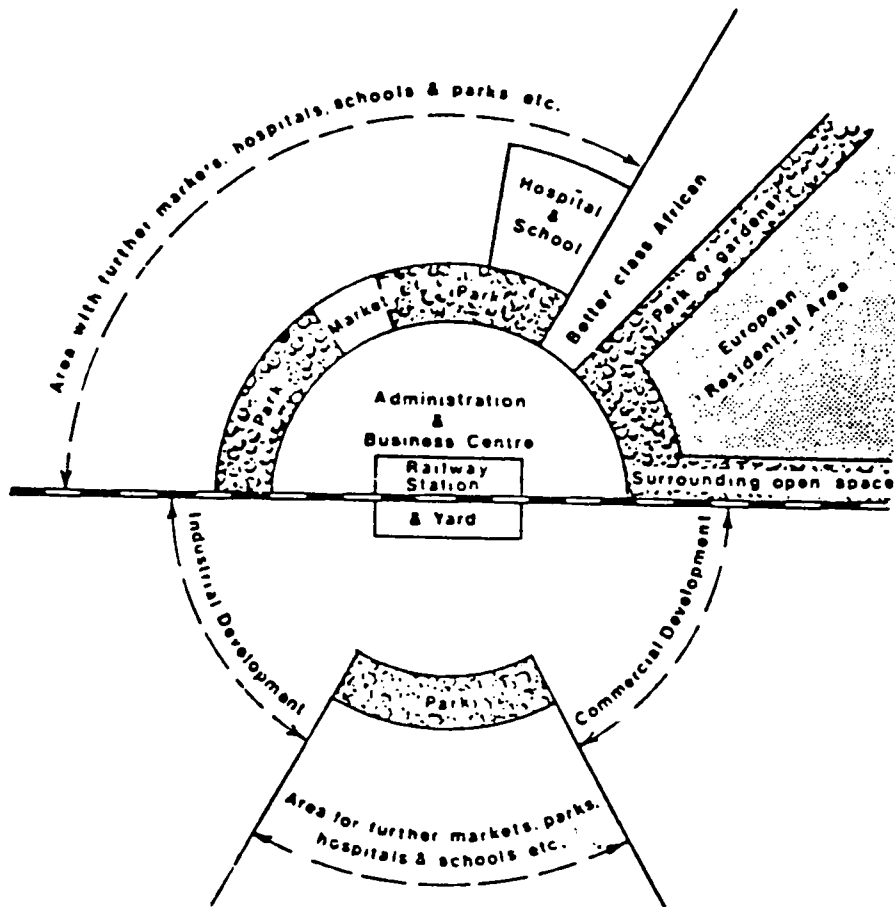 Area with further markets, hospitals, schools & parks etc.
Hospital
&
School
Better class African
Park or gardens
European
Residential Area
Park
Market
Park
Administration
&
Business Centre
Railway
Station
& Yard
Surrounding open space
Industrial Development
Commercial Development
Park
Area for further markets, parks,
hospitals & schools etc.